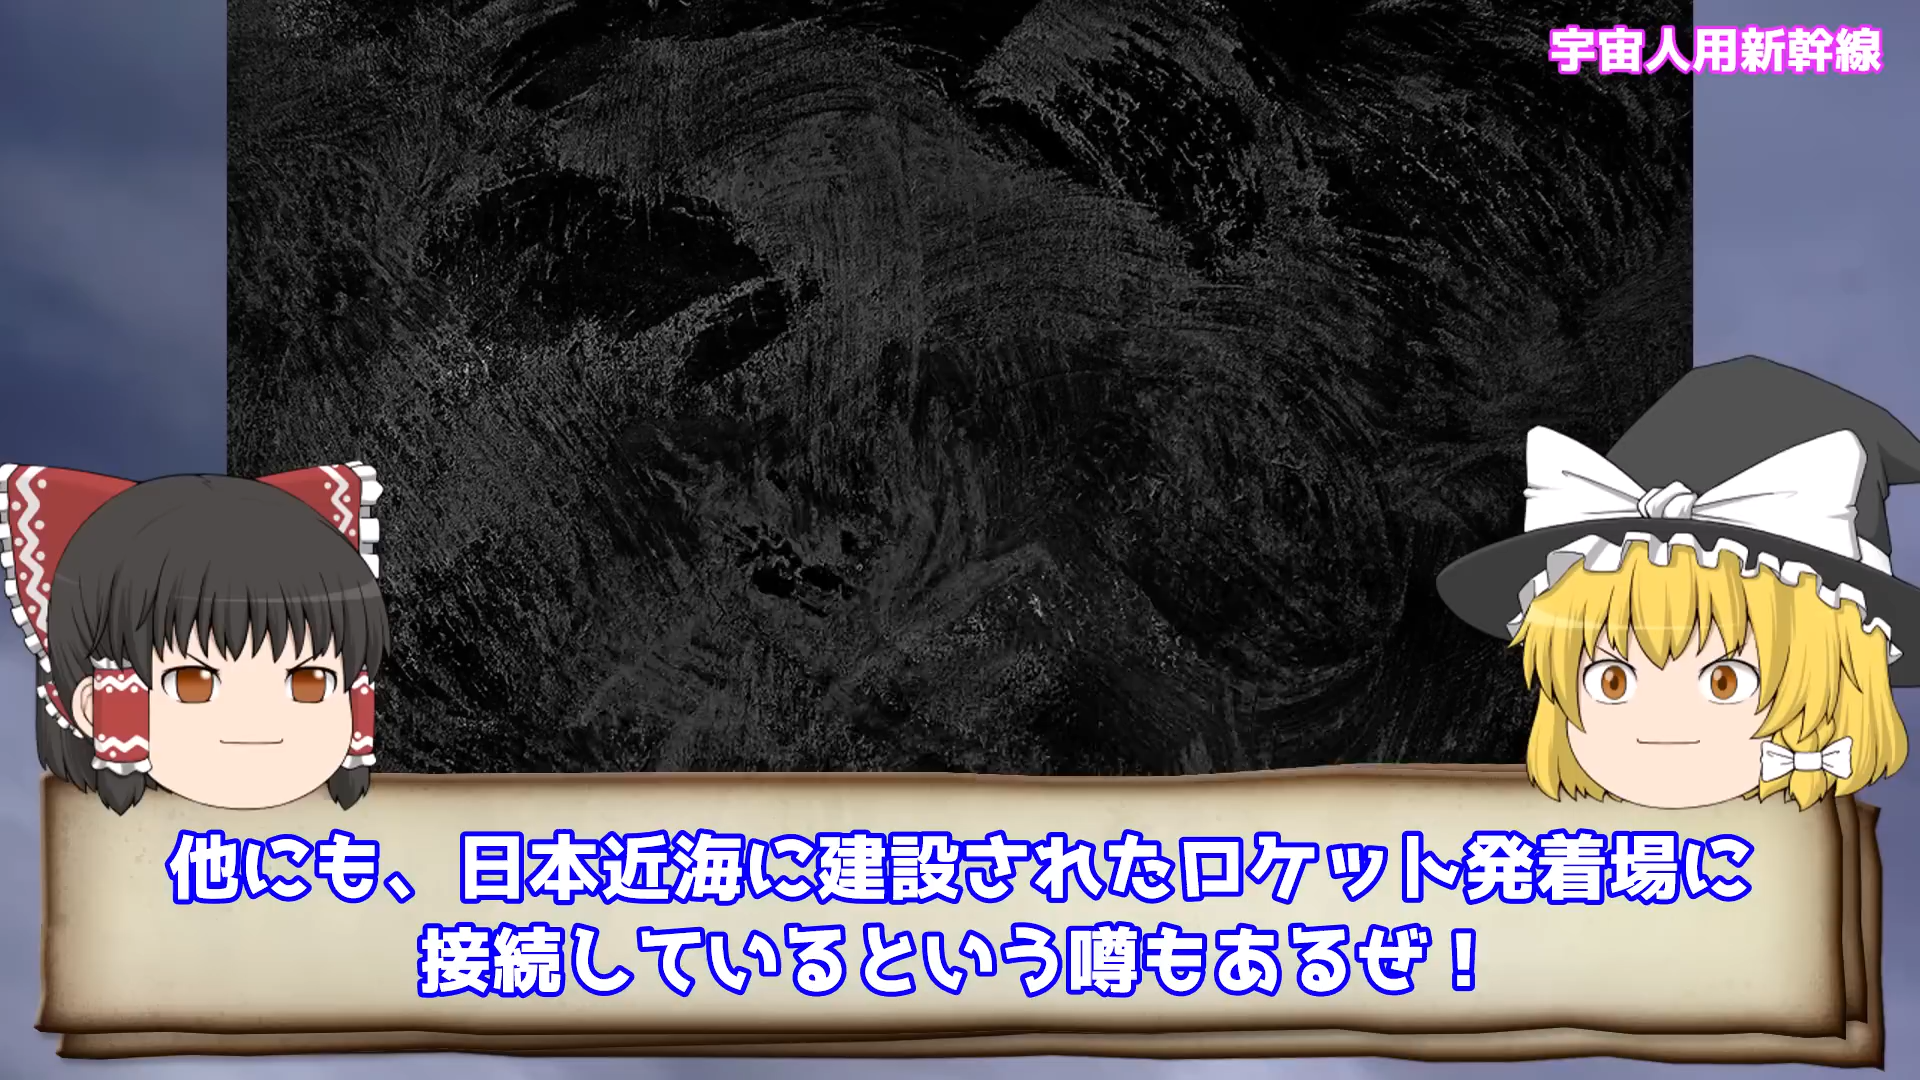 宇宙人用新幹線
他にも、日本近海に建設されたロケット発着場に
接続しているという噂もあるぜ！